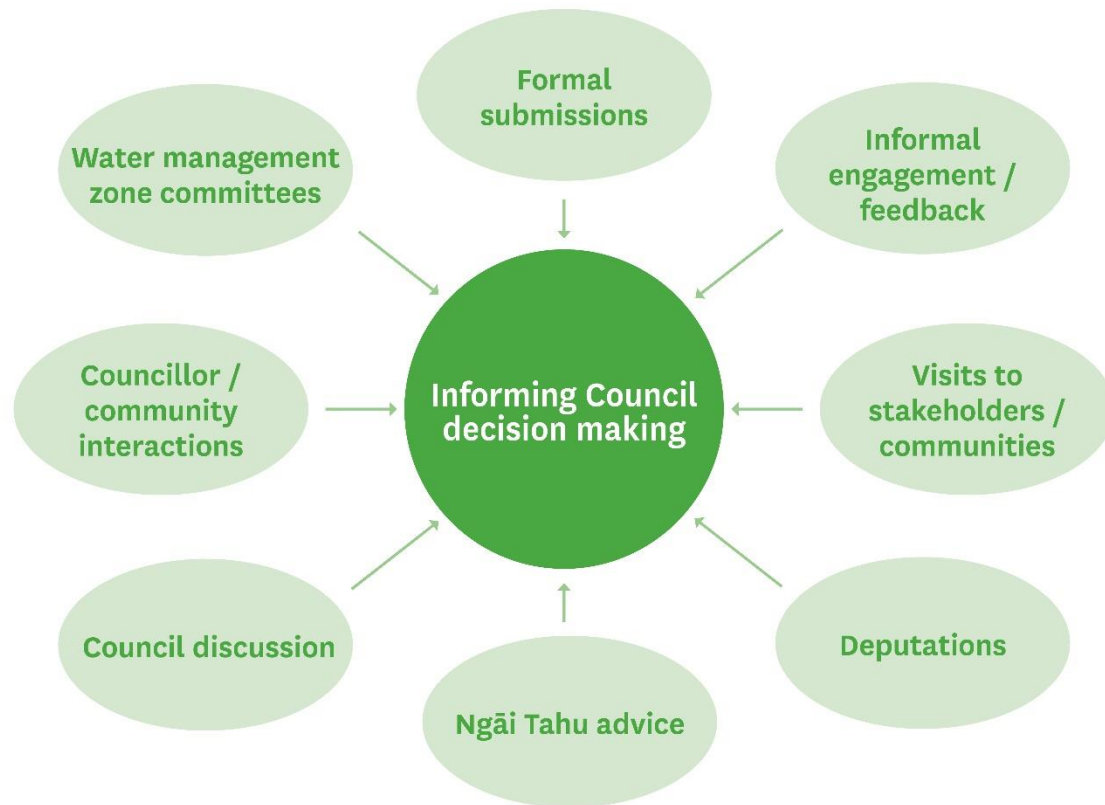 Formal
submissions
Water management
zone committees
Informal
engagement /
feedback
Councillor /
community
interactions
Informing Council
decision making
Visits to
stakeholders /
communities
Council discussion
Deputations
Ngāi Tahu advice